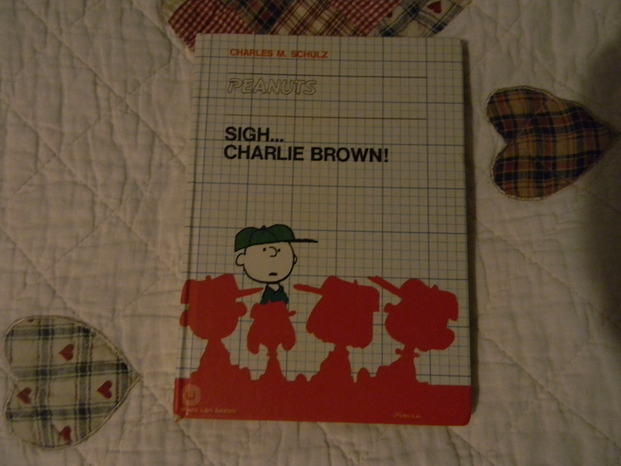 CHARLES M. SCHULZ
PEANUTS
SIGH...
CHARLIE BROWN!